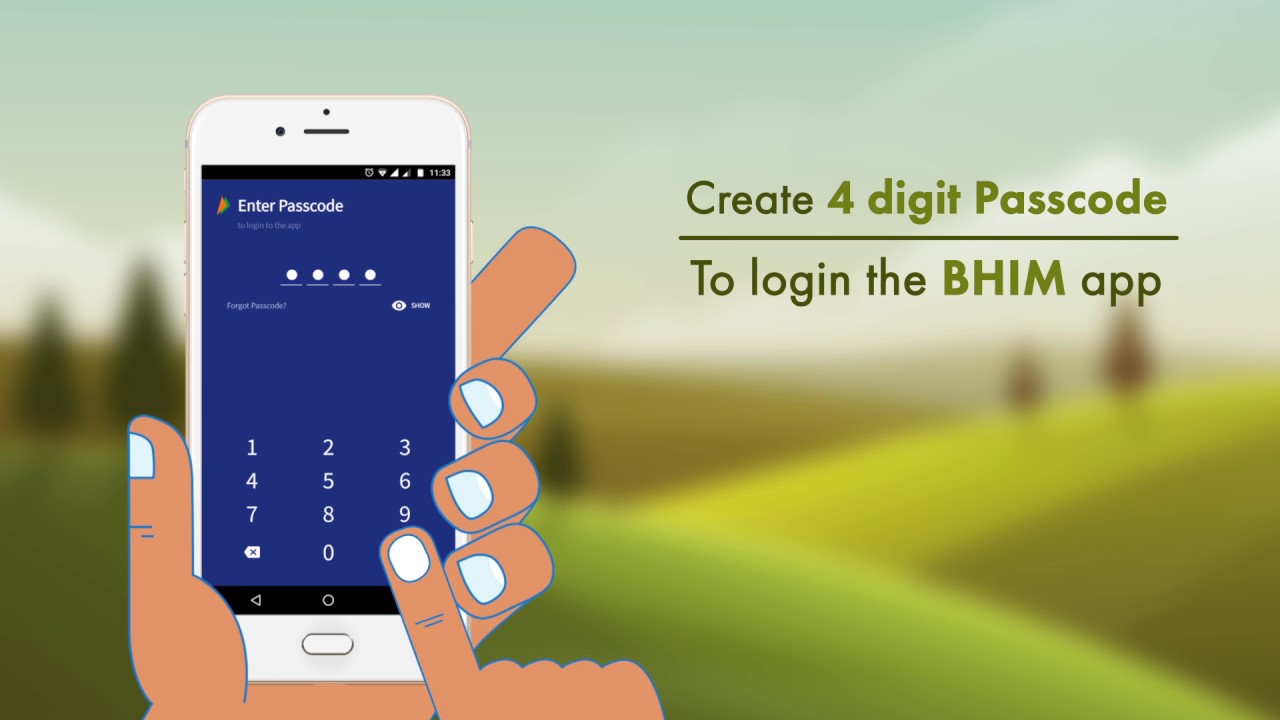 11:33
Enter Passcode
to login to the app
Forgot Passcode?
SHOW
1 2 3
4 5 6
7 8 9
0
Create 4 digit Passcode
To login the BHIM app